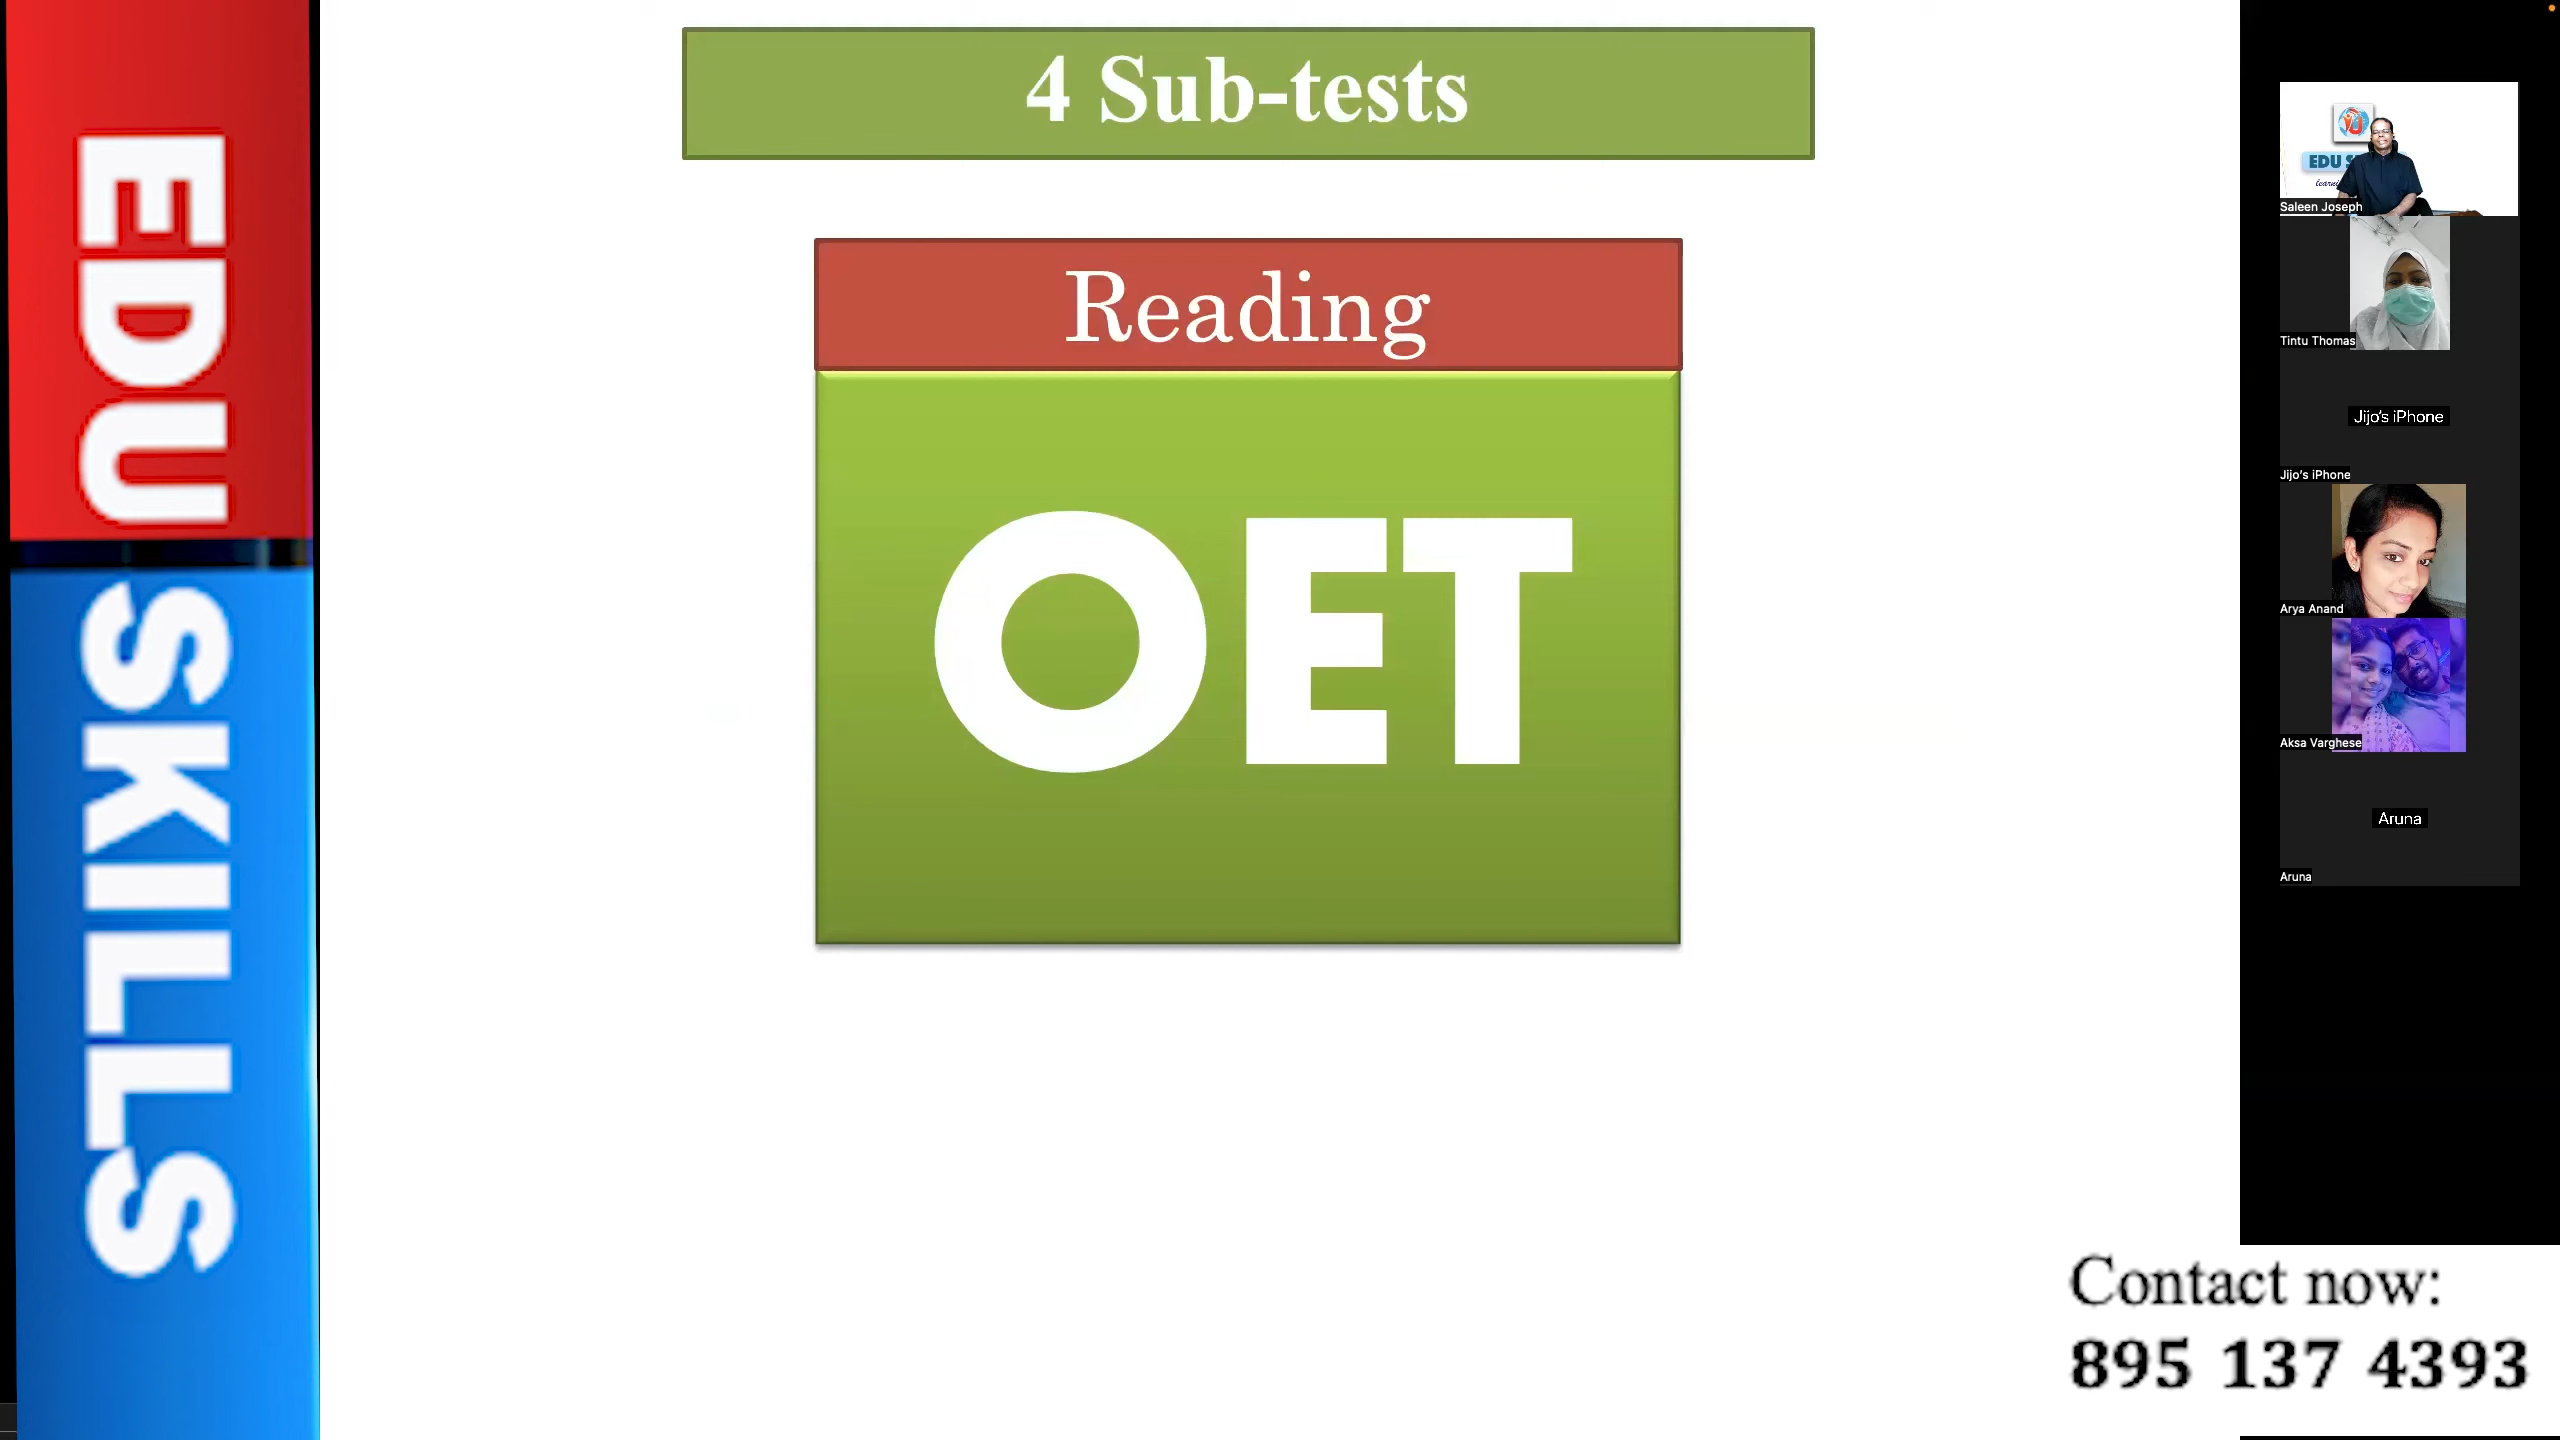 EDU SKILLS
4 Sub-tests
Reading
OET
EDU S
Saleen Joseph
Tintu Thomas
Jijo's iPhone
Jijo's iPhone
Arya Anand
Aksa Varghese
Aruna
Aruna
Contact now:
895 137 4393